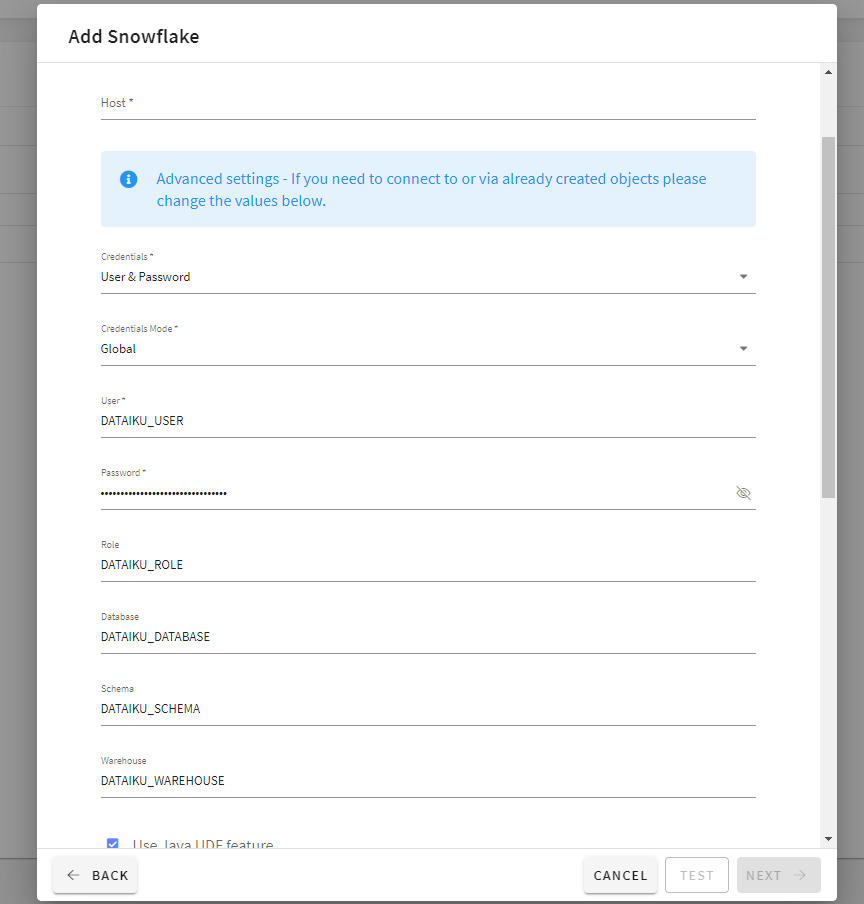 Add Snowflake
Host *
Advanced settings - If you need to connect to or via already created objects please
change the values below.
Credentials *
User & Password
Credentials Mode *
Global
User *
DATAIKU_USER
Password *
••••••••••••••••••••••••••••••••
Role
DATAIKU_ROLE
Database
DATAIKU_DATABASE
Schema
DATAIKU_SCHEMA
Warehouse
DATAIKU_WAREHOUSE
Use Java UDF feature
BACK CANCEL TEST NEXT